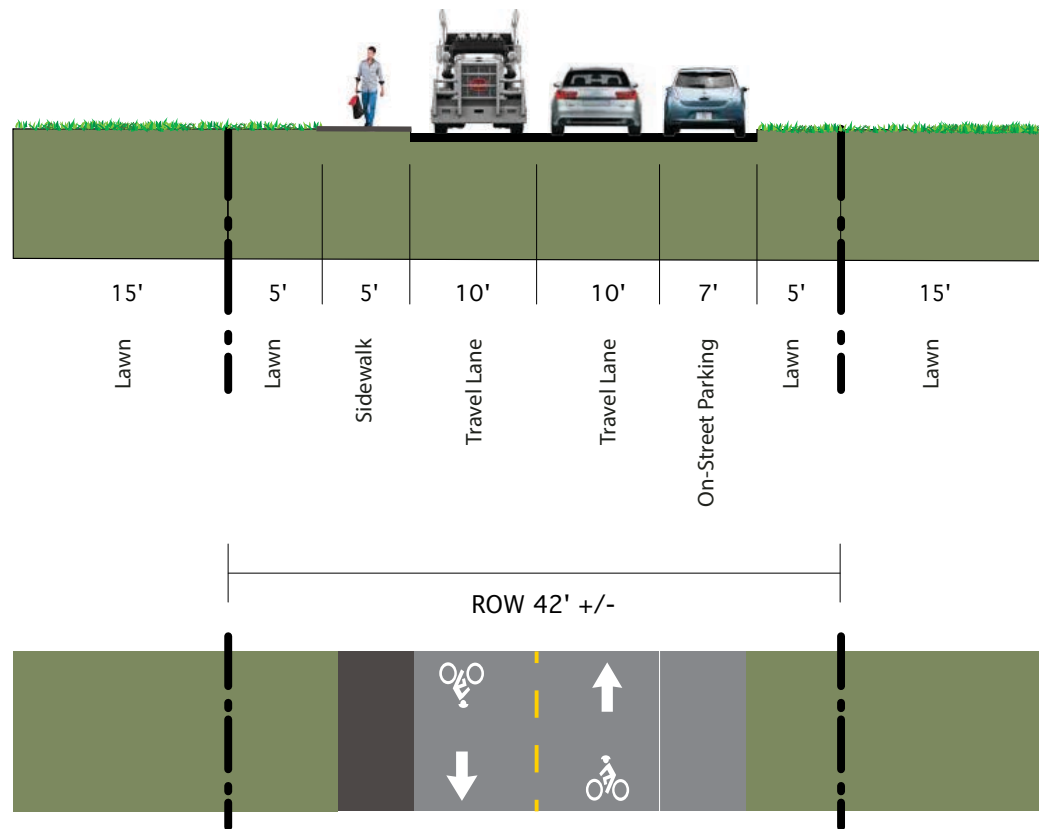 15'
5'
5'
10'
10'
7'
5'
15'
Lawn
Lawn
Sidewalk
Travel Lane
Travel Lane
On-Street Parking
Lawn
Lawn
ROW 42' +/-